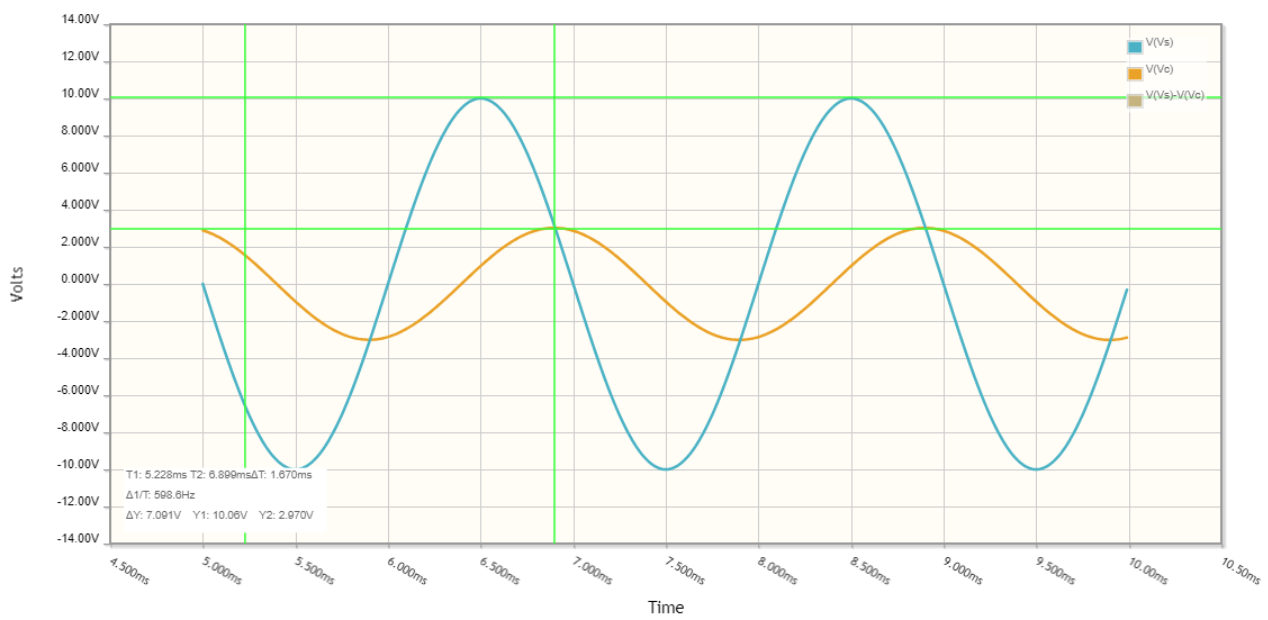 14.00V
12.00V
10.00V
8.000V
6.000V
4.000V
2.000V
0.000V
-2.000V
-4.000V
-6.000V
-8.000V
-10.00V
-12.00V
-14.00V
Volts
V(Vs)
V(Vc)
V(Vs)-V(Vc)
T1: 5.228ms T2: 6.899msΔT: 1.670ms
Δ1/T: 598.6Hz
ΔY: 7.091V Y1: 10.06V Y2: 2.970V
4.500ms
5.000ms
5.500ms
6.000ms
6.500ms
7.000ms
7.500ms
8.000ms
8.500ms
9.000ms
9.500ms
10.00ms
10.50ms
Time